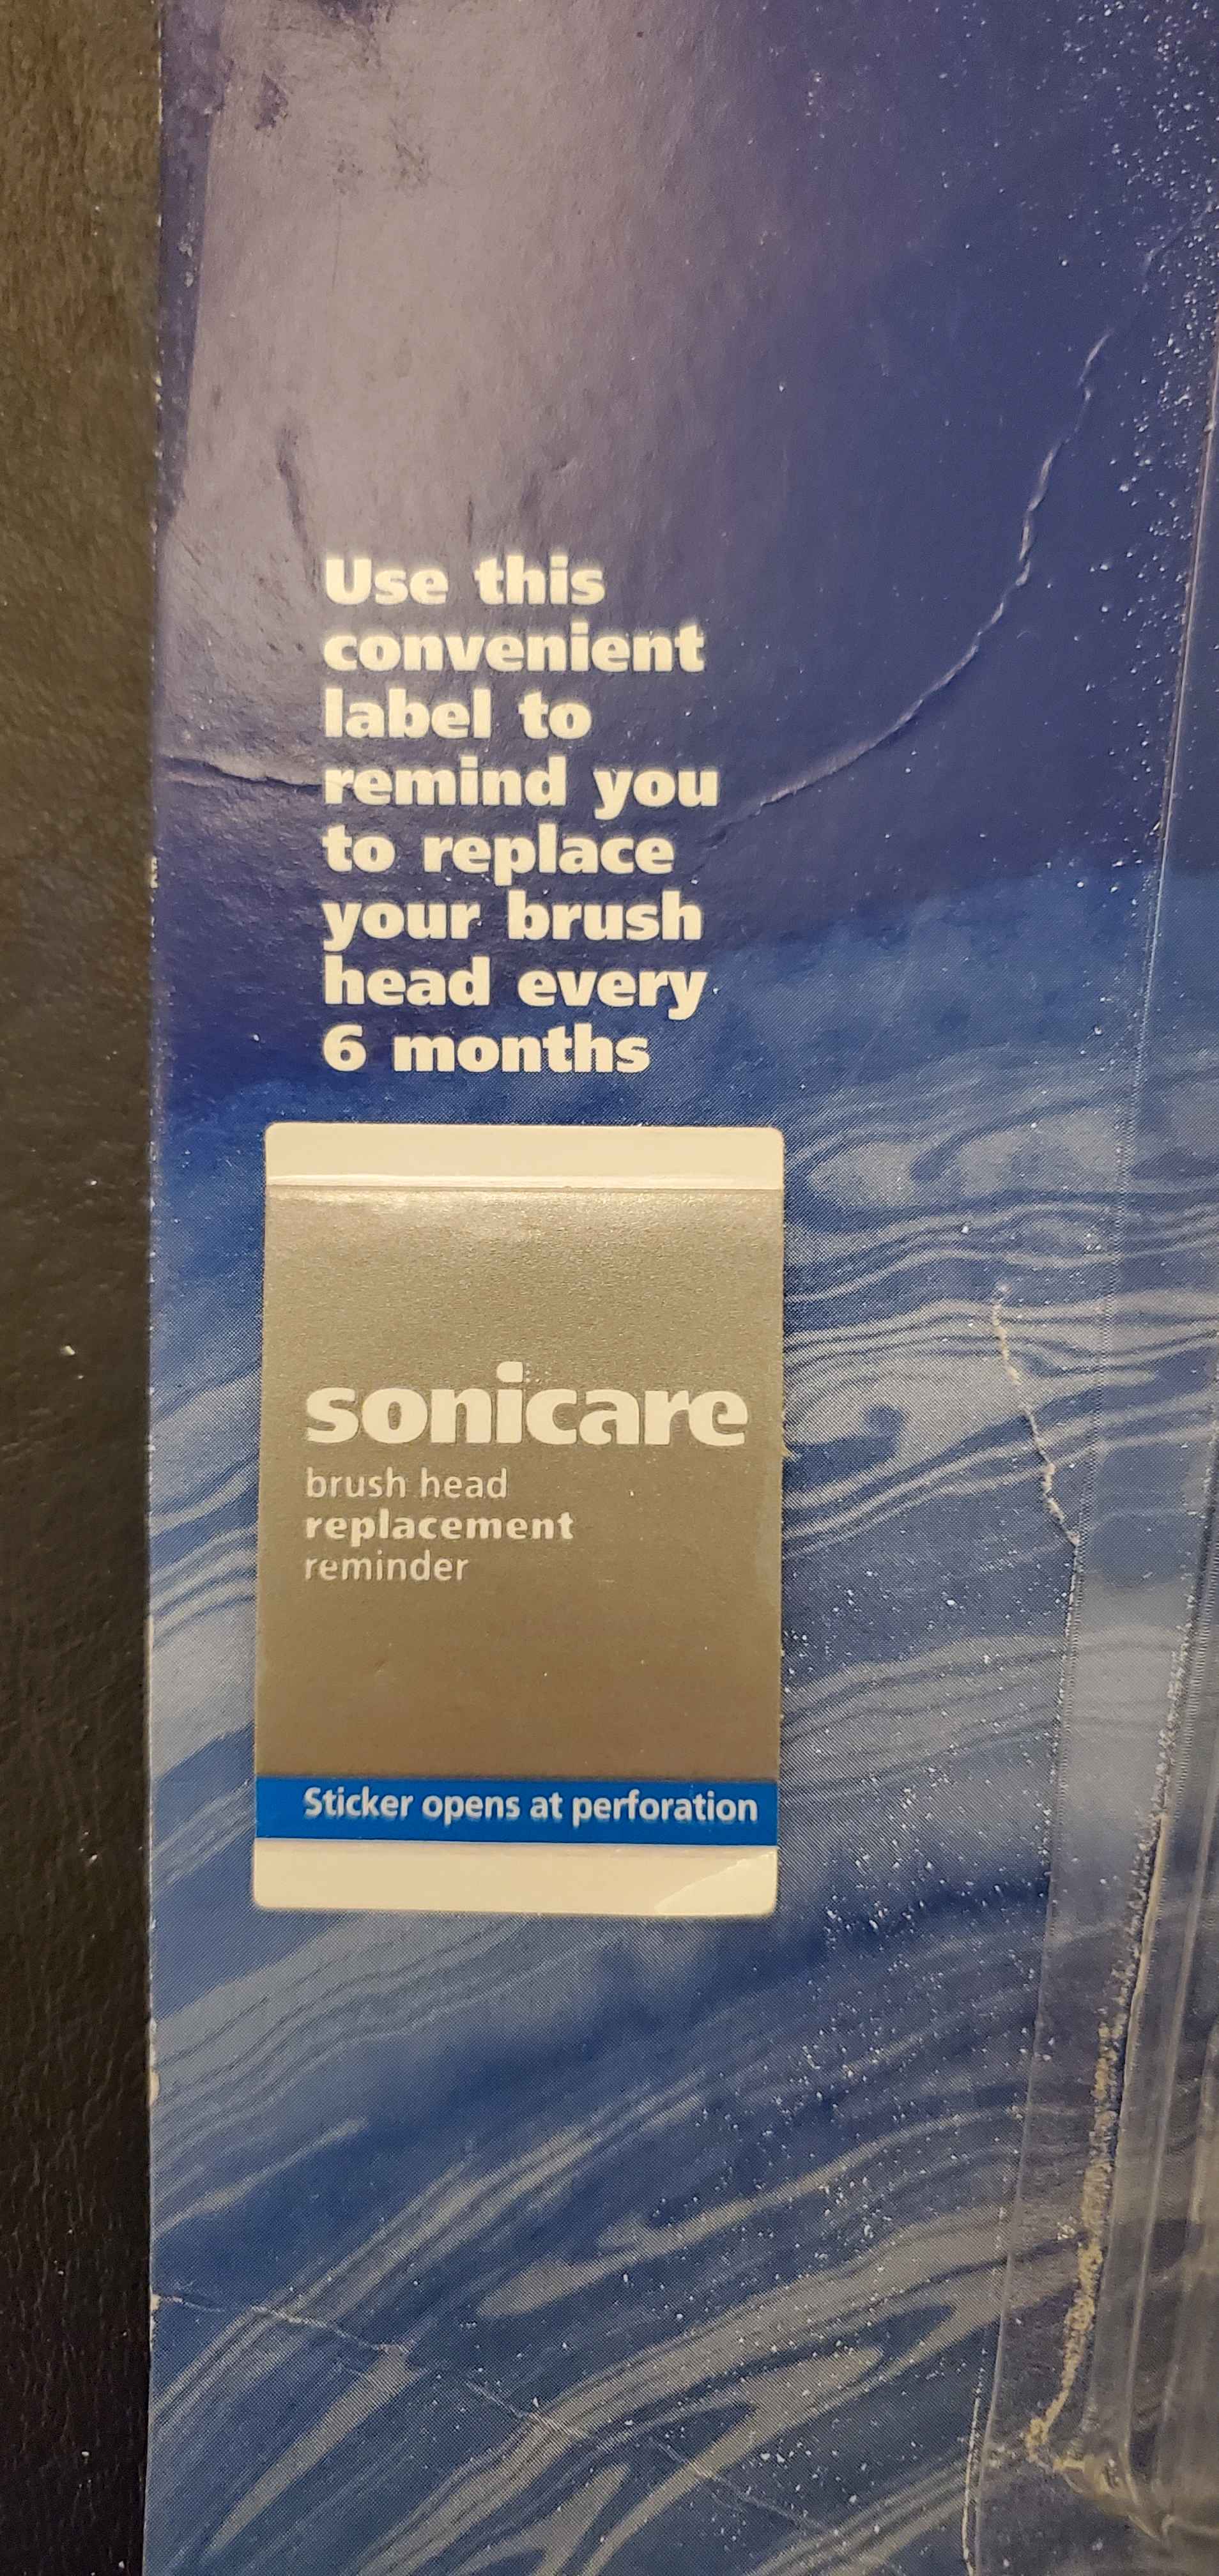 Use this
convenient
label to
remind you
to replace
your brush
head every
6 months
sonicare
brush head
replacement
reminder
Sticker opens at perforation